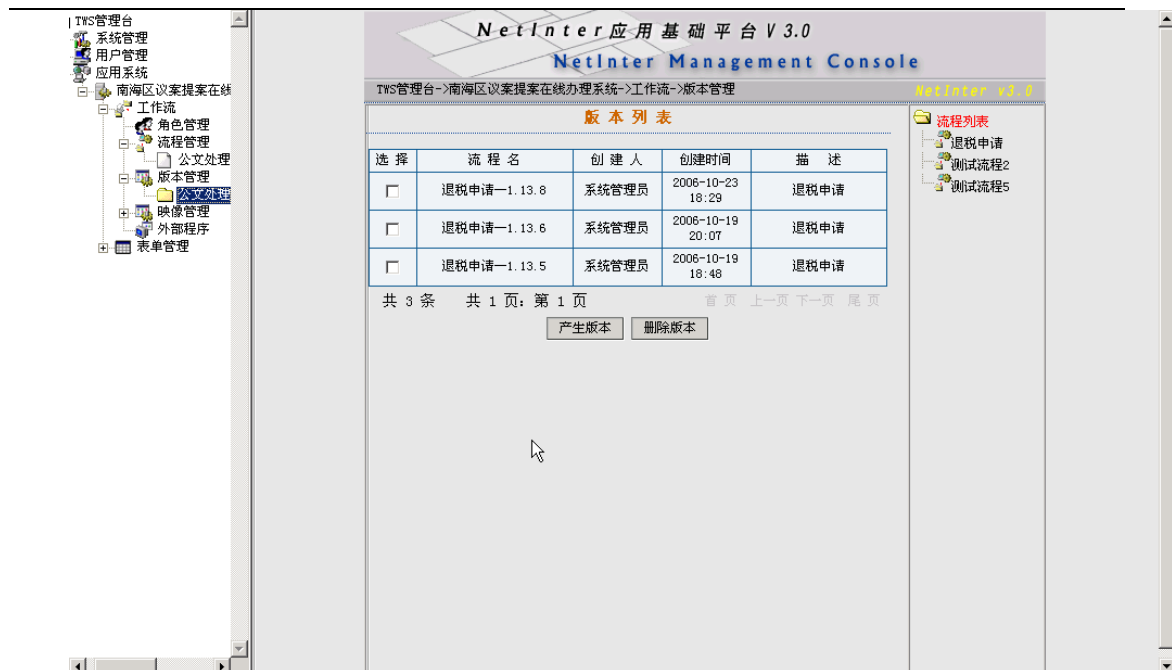 TWS管理台
系统管理
用户管理
应用系统
南海区议案提案在线
工作流
角色管理
流程管理
公文处理
版本管理
公文处理
映像管理
外部程序
表单管理
NetInter应用基础平台V3.0
NetInter Management Console
TWS管理台->南海区议案提案在线办理系统->工作流->版本管理
NetInter v3.0
版本列表
选择 流程名 创建人 创建时间 描 述
退税申请—1.13.8 系统管理员 2006-10-23 18:29 退税申请
退税申请—1.13.6 系统管理员 2006-10-19 20:07 退税申请
退税申请—1.13.5 系统管理员 2006-10-19 18:48 退税申请
共 3 条 共 1 页: 第 1 页 首页 上一页 下一页 尾页
产生版本 删除版本
流程列表
退税申请
测试流程2
测试流程5